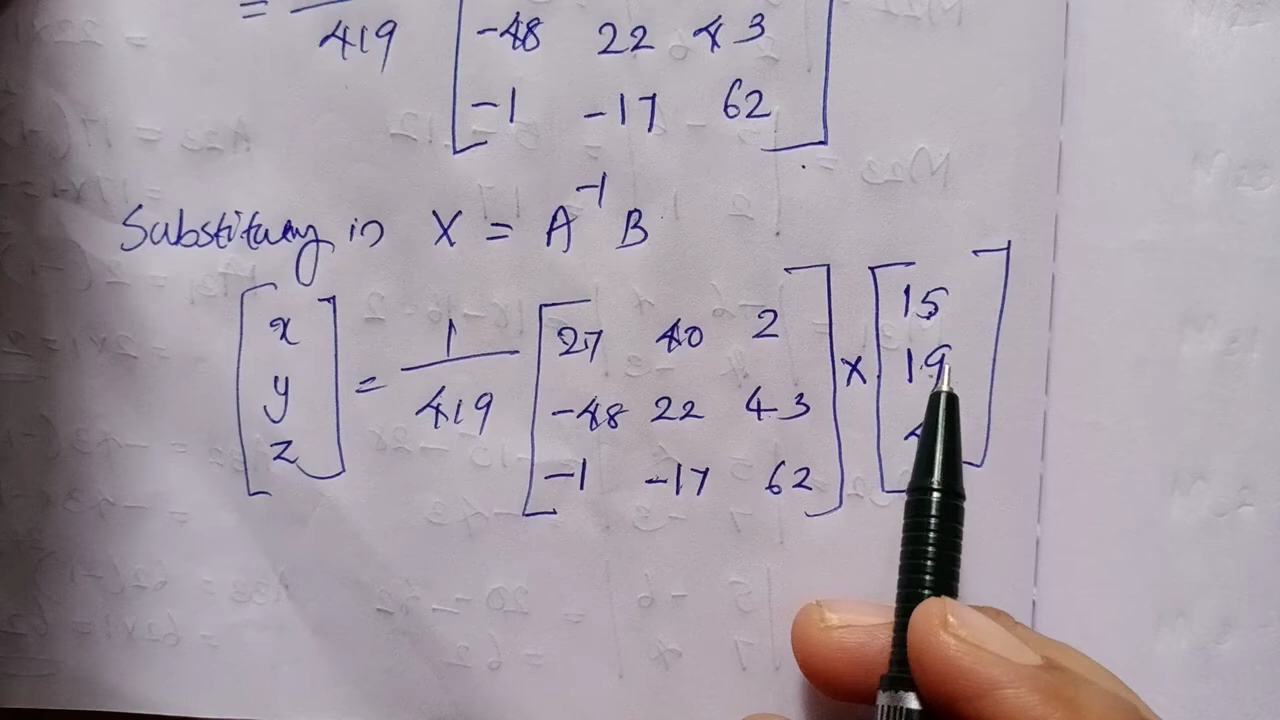 = 419 [ -48 22 43
-1 -17 62 ]
Substituting in X = A⁻¹ B
[ x y z ] = 1/419 [ 27 40 2
-48 22 43
-1 -17 62 ] × [ 15
19